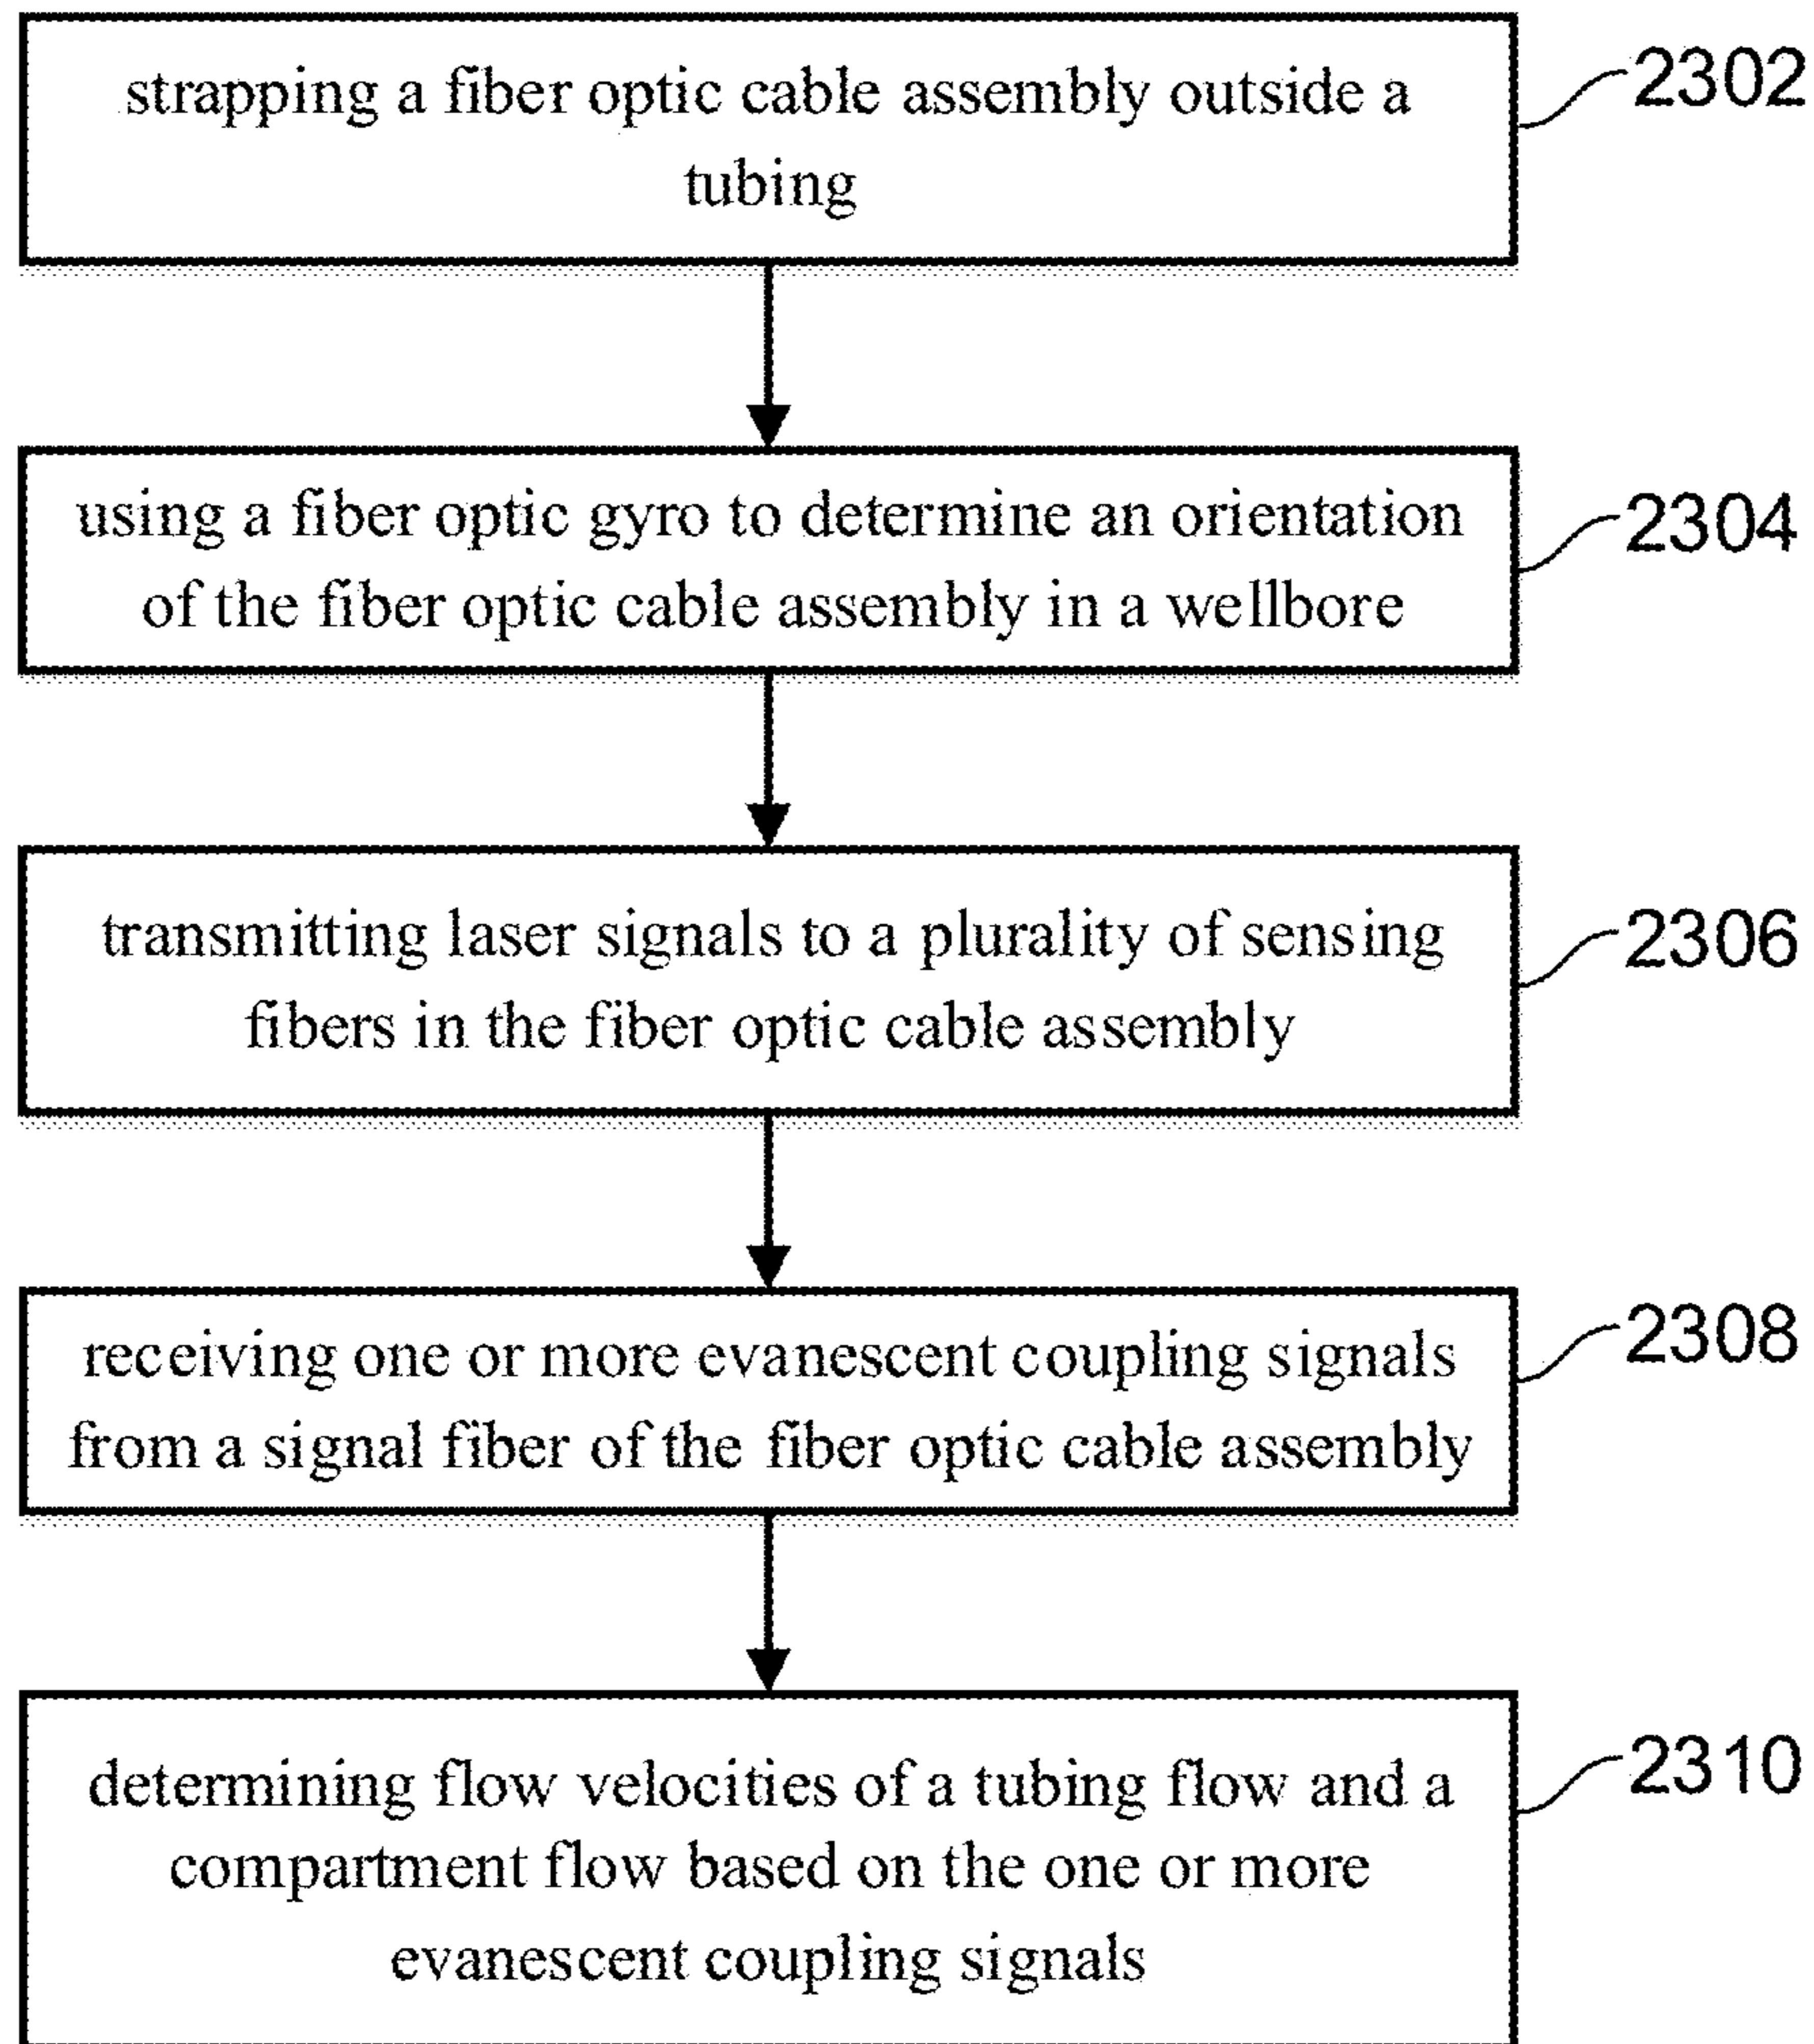 strapping a fiber optic cable assembly outside a
tubing
2302
using a fiber optic gyro to determine an orientation
of the fiber optic cable assembly in a wellbore
2304
transmitting laser signals to a plurality of sensing
fibers in the fiber optic cable assembly
2306
receiving one or more evanescent coupling signals
from a signal fiber of the fiber optic cable assembly
2308
determining flow velocities of a tubing flow and a
compartment flow based on the one or more
evanescent coupling signals
2310